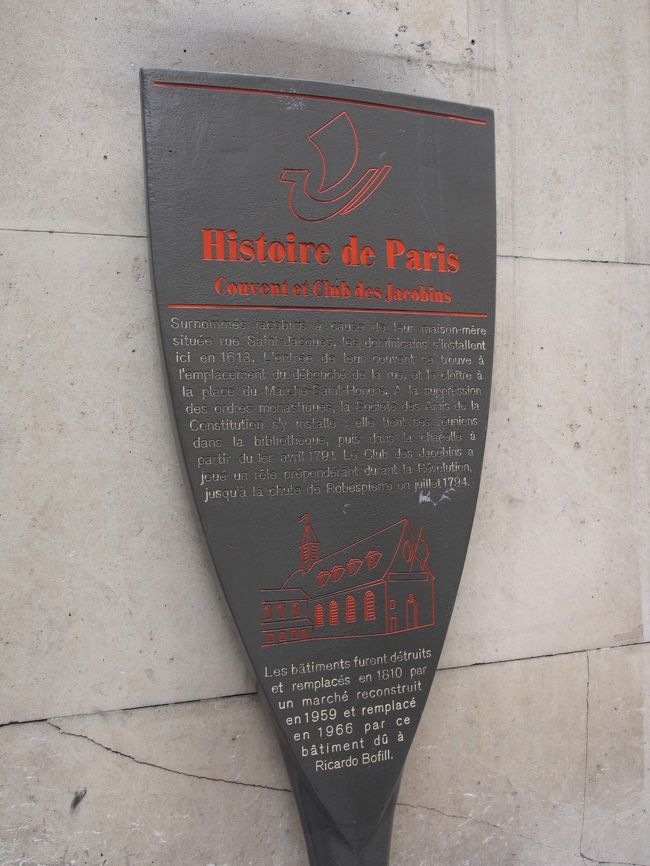 Histoire de Paris
Couvent et Club des Jacobins
Surnommés jacobins à cause de leur maison-mère
située rue Saint-Jacques, les dominicains s'installent
ici en 1613. L'entrée de leur couvent se trouve à
l'emplacement du débouché de la rue, et le cloître à
la place du Marché-Saint-Honoré. A la suppression
des ordres monastiques, la Société des Amis de la
Constitution s'y installe : elle tient ses réunions
dans la bibliothèque, puis dans la chapelle à
partir du 1er avril 1791. Le Club des Jacobins a
joué un rôle prépondérant durant la Révolution,
jusqu'à la chute de Robespierre en juillet 1794.
Les bâtiments furent détruits
et remplacés en 1810 par
un marché reconstruit
en 1959 et remplacé
en 1966 par ce
bâtiment dû à
Ricardo Bofill.